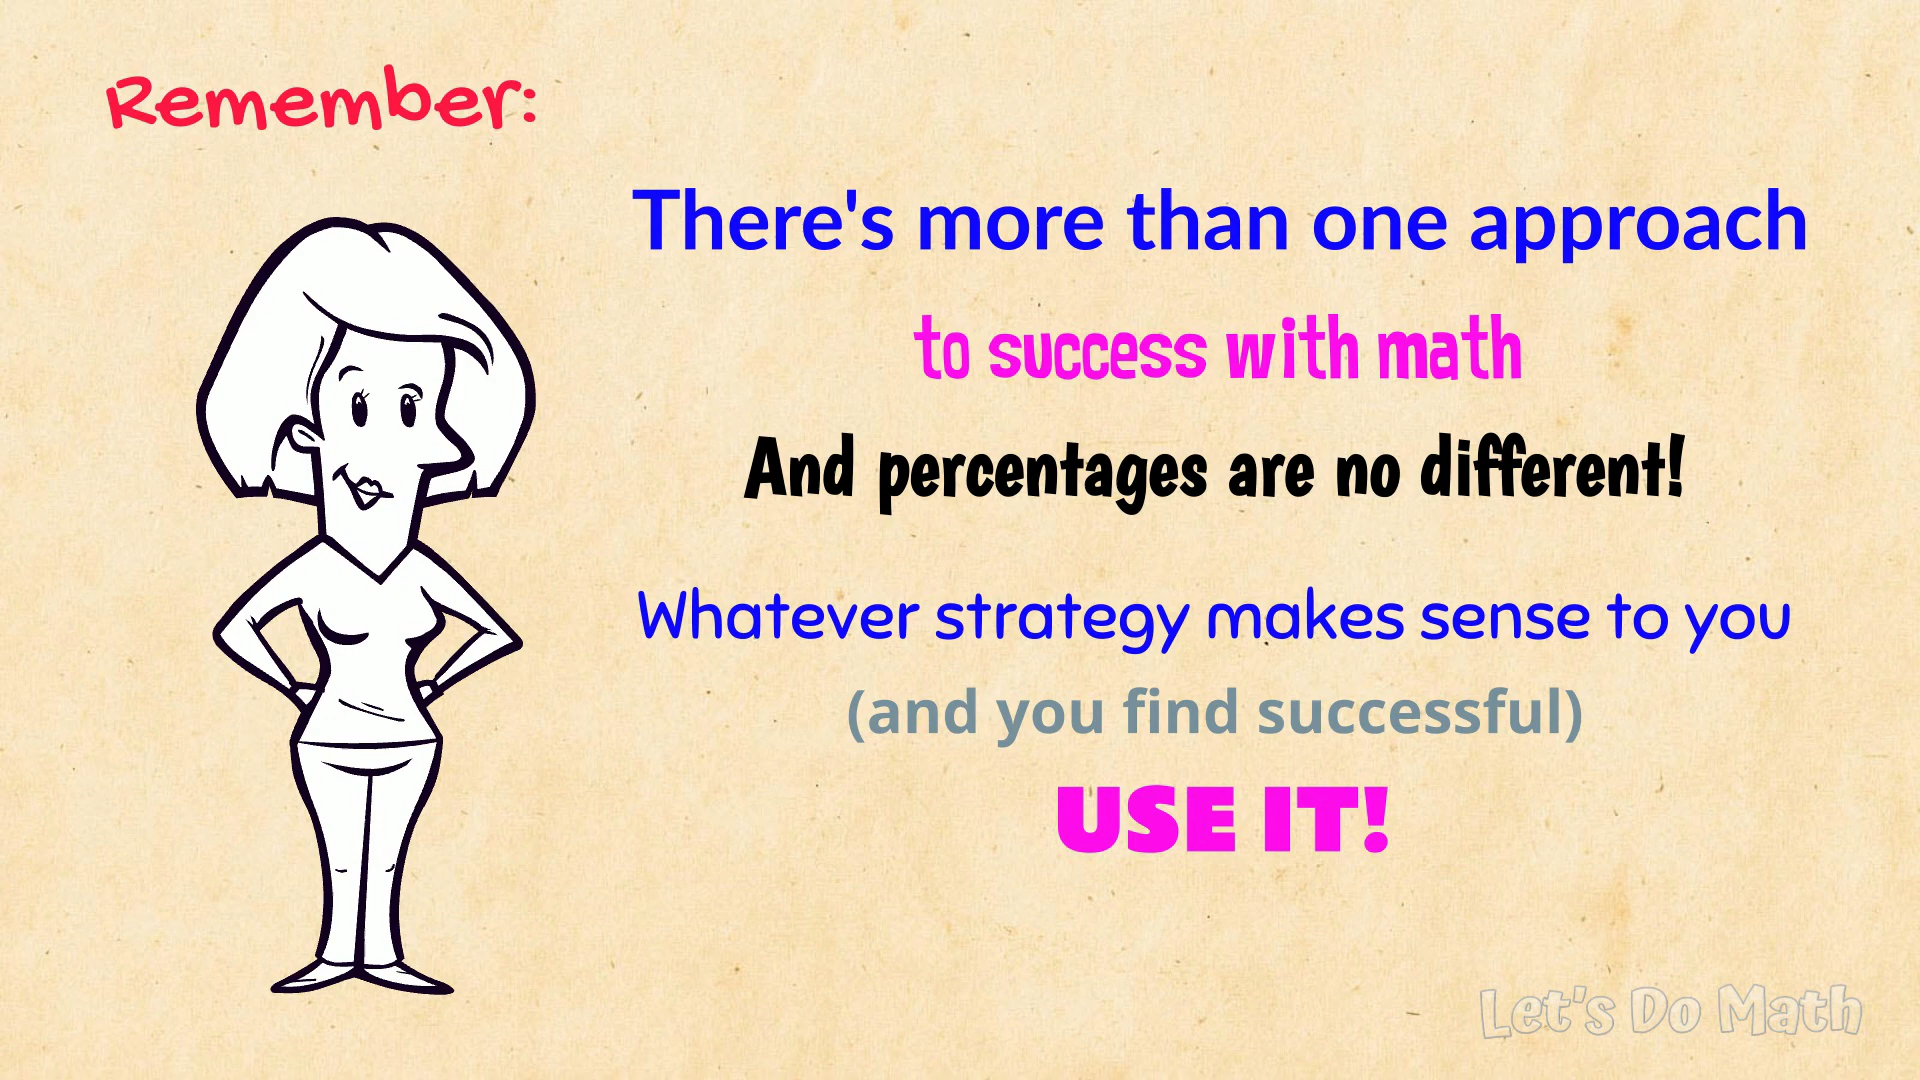 Remember:
There's more than one approach
to success with math
And percentages are no different!
Whatever strategy makes sense to you
(and you find successful)
USE IT!
Let's Do Math